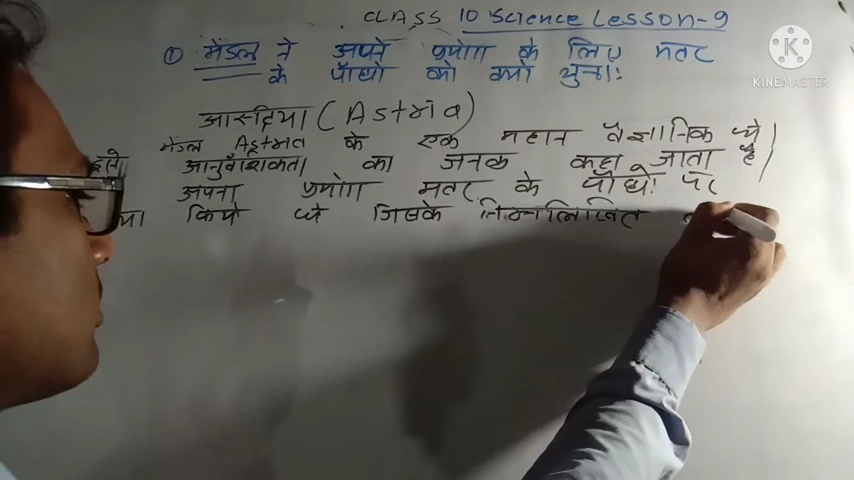 CLASS 10 Science Lesson-9
① मेंडल ने अपने प्रयोग के लिए मटर
के पौधों को क्यों चुना।:
K
KINEMASTER
(Astria)
मेंडल Astria के एक महान वैज्ञानिक थे।
इन्हे आनुवंशिकता का जनक कहा जाता है।
अपना प्रयोग मटर के पौधो पर
किये थे जिसके निम्नलिखित